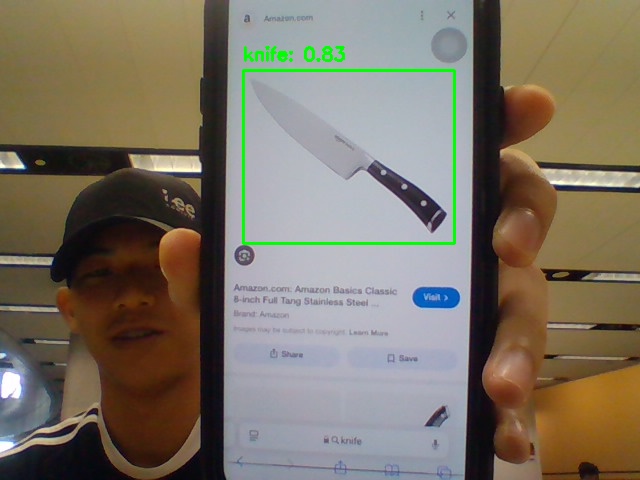 a Amazon.com
knife: 0.83
Lee
Amazon.com: Amazon Basics Classic
8-inch Full Tang Stainless Steel ...
Visit >
Brand: Amazon
Images may be subject to copyright. Learn More
Share
Save
knife